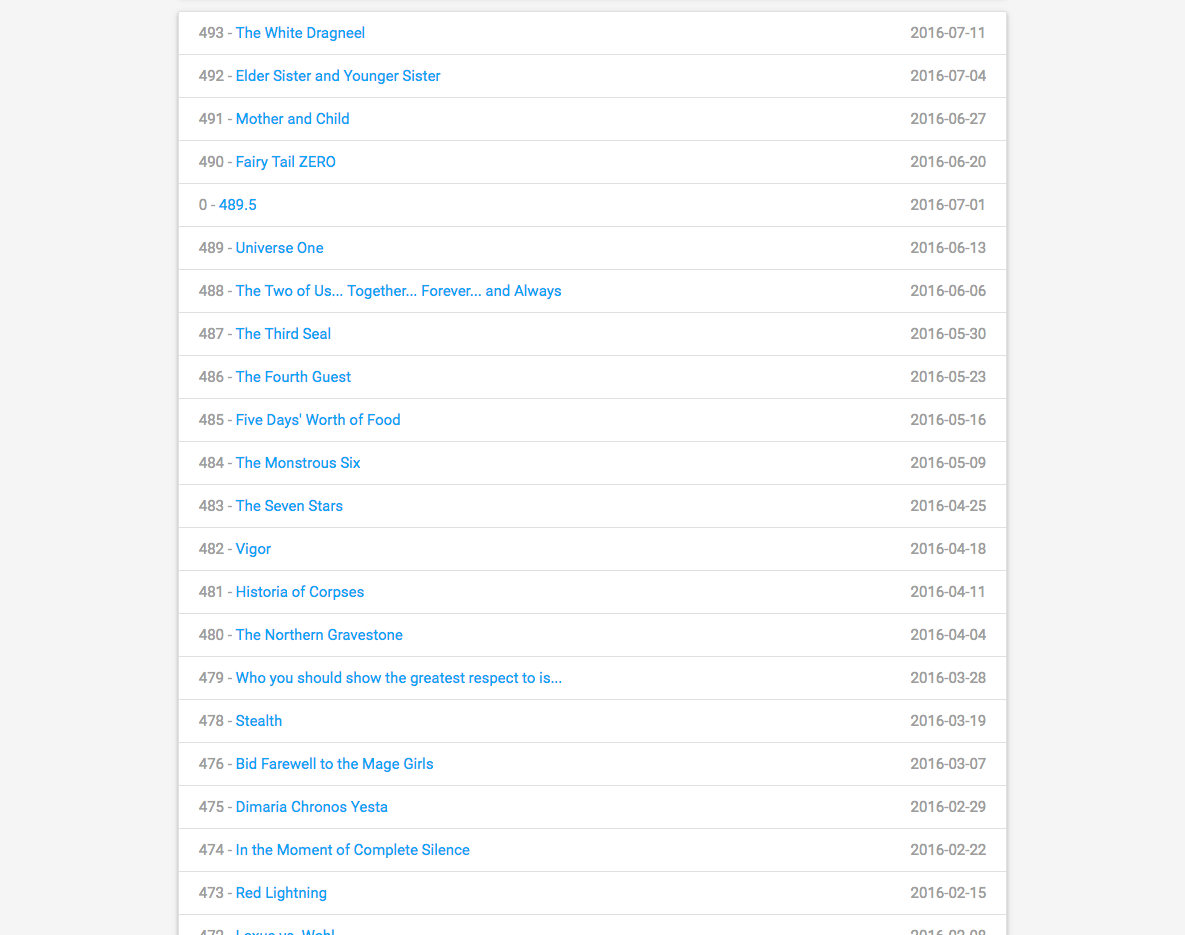 493 - The White Dragneel 2016-07-11
492 - Elder Sister and Younger Sister 2016-07-04
491 - Mother and Child 2016-06-27
490 - Fairy Tail ZERO 2016-06-20
0 - 489.5 2016-07-01
489 - Universe One 2016-06-13
488 - The Two of Us... Together... Forever... and Always 2016-06-06
487 - The Third Seal 2016-05-30
486 - The Fourth Guest 2016-05-23
485 - Five Days' Worth of Food 2016-05-16
484 - The Monstrous Six 2016-05-09
483 - The Seven Stars 2016-04-25
482 - Vigor 2016-04-18
481 - Historia of Corpses 2016-04-11
480 - The Northern Gravestone 2016-04-04
479 - Who you should show the greatest respect to is... 2016-03-28
478 - Stealth 2016-03-19
476 - Bid Farewell to the Mage Girls 2016-03-07
475 - Dimaria Chronos Yesta 2016-02-29
474 - In the Moment of Complete Silence 2016-02-22
473 - Red Lightning 2016-02-15
472 - Laxus vs. Wahl 2016-02-08